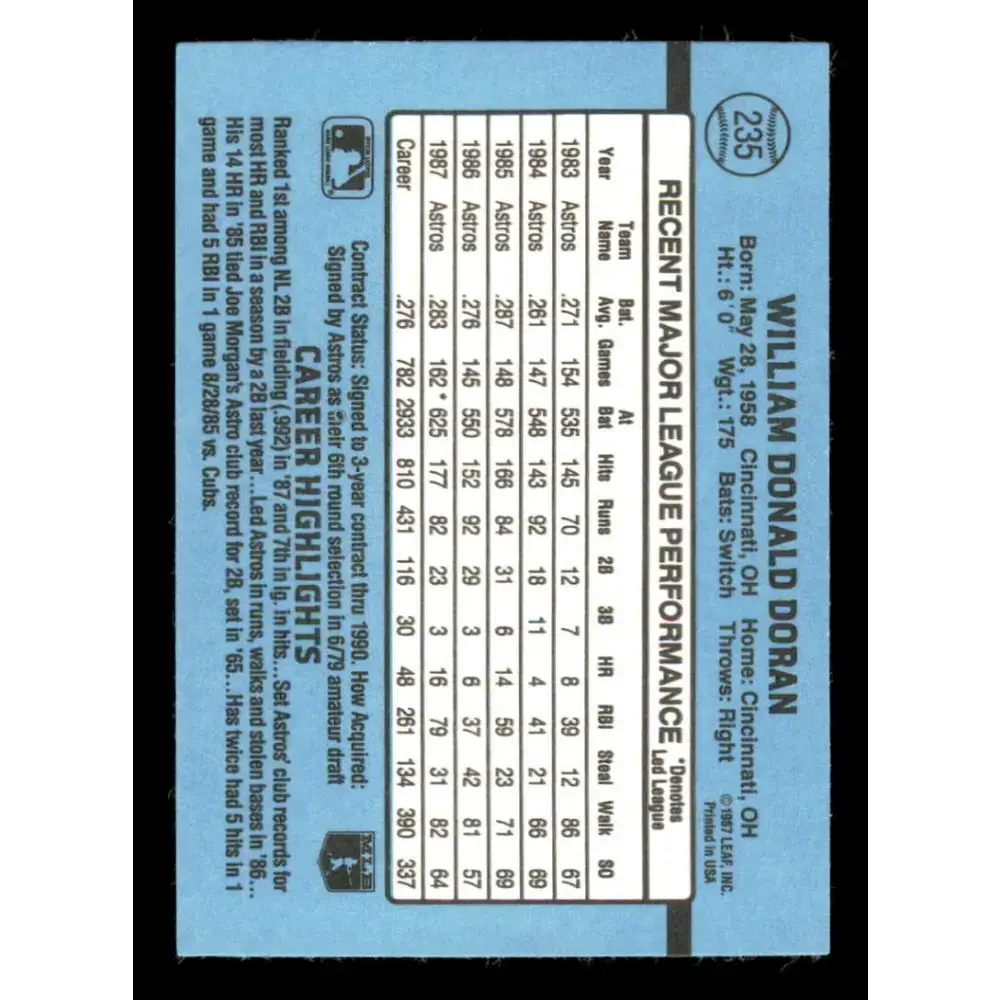 235
WILLIAM DONALD DORAN
Born: May 28, 1958 Cincinnati, OH Home: Cincinnati, OH
Ht.: 6'0" Wgt.: 175 Bats: Switch Throws: Right
©1987 LEAF, INC.
Printed in USA
RECENT MAJOR LEAGUE PERFORMANCE *Denotes Led League
Year Team Name Bat. Avg. Games At Bat Hits Runs 2B 3B HR RBI Steal Walk SO
1983 Astros .271 154 535 145 70 12 7 8 39 12 86 67
1984 Astros .261 147 548 143 92 18 11 4 41 21 66 69
1985 Astros .287 148 578 166 84 31 6 14 59 23 71 69
1986 Astros .276 145 550 152 92 29 3 6 37 42 81 57
1987 Astros .283 162* 625 177 82 23 3 16 79 31 82 64
Career .276 782 2933 810 431 116 30 48 261 134 390 337
Contract Status: Signed to 3-year contract thru 1990. How Acquired:
Signed by Astros as their 6th round selection in 6/79 amateur draft
MLB
CAREER HIGHLIGHTS
Ranked 1st among NL 2B in fielding (.992) in '87 and 7th in lg. in hits...Set Astros' club records for
most HR and RBI in a season by a 2B last year...Led Astros in runs, walks and stolen bases in '86...
His 14 HR in '85 tied Joe Morgan's Astro club record for 2B, set in '65...Has twice had 5 hits in 1
game and had 5 RBI in 1 game 8/28/85 vs. Cubs.